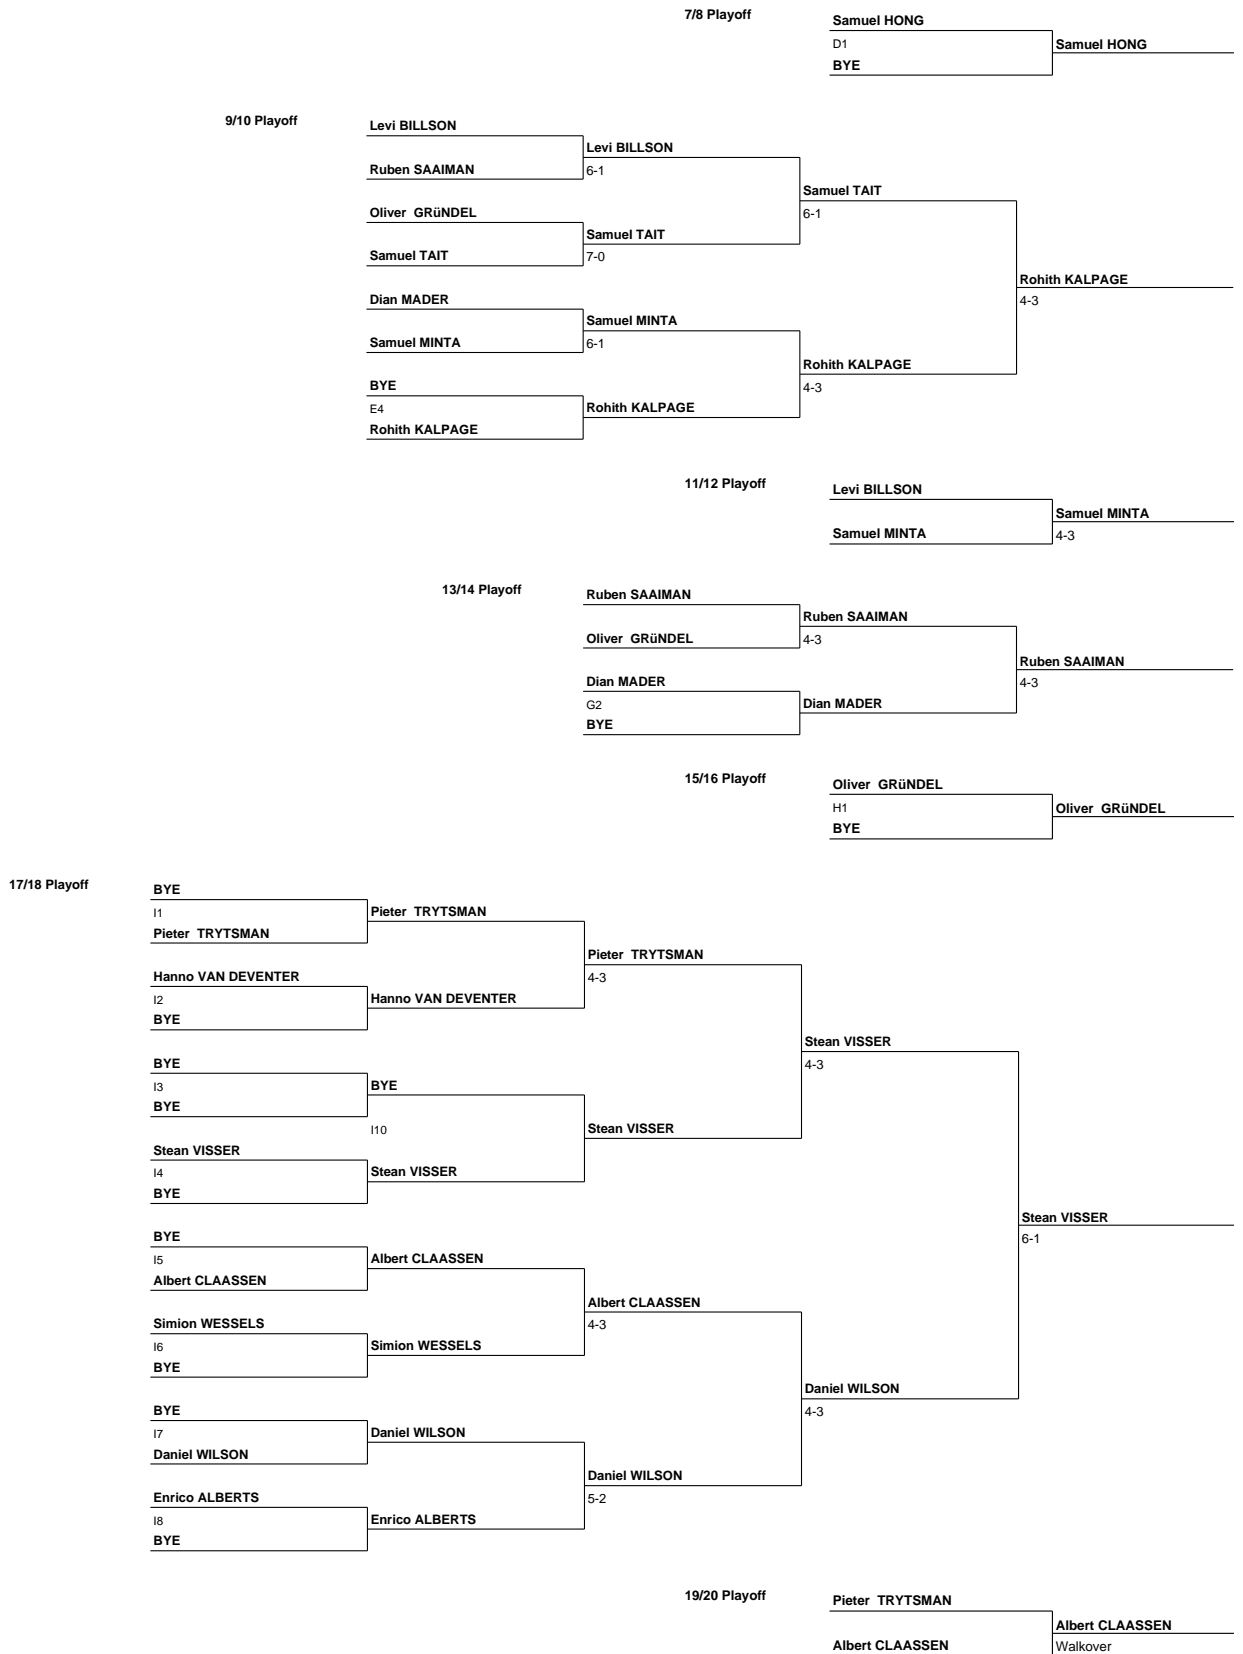 7/8 Playoff
Samuel HONG
D1
Samuel HONG
BYE
9/10 Playoff
Levi BILLSON
Levi BILLSON
Ruben SAAIMAN
6-1
Samuel TAIT
Oliver  GRüNDEL
6-1
Samuel TAIT
Samuel TAIT
7-0
Rohith KALPAGE
Dian MADER
4-3
Samuel MINTA
Samuel MINTA
6-1
Rohith KALPAGE
BYE
4-3
E4
Rohith KALPAGE
Rohith KALPAGE
11/12 Playoff
Levi BILLSON
Samuel MINTA
Samuel MINTA
4-3
13/14 Playoff
Ruben SAAIMAN
Ruben SAAIMAN
Oliver  GRüNDEL
4-3
Ruben SAAIMAN
Dian MADER
4-3
G2
Dian MADER
BYE
15/16 Playoff
Oliver  GRüNDEL
H1
Oliver  GRüNDEL
BYE
17/18 Playoff
BYE
I1
Pieter  TRYTSMAN
Pieter  TRYTSMAN
Pieter  TRYTSMAN
Hanno VAN DEVENTER
4-3
I2
Hanno VAN DEVENTER
BYE
Stean VISSER
BYE
4-3
I3
BYE
BYE
I10
Stean VISSER
Stean VISSER
I4
Stean VISSER
BYE
Stean VISSER
BYE
6-1
I5
Albert CLAASSEN
Albert CLAASSEN
Albert CLAASSEN
Simion WESSELS
4-3
I6
Simion WESSELS
BYE
Daniel WILSON
BYE
4-3
I7
Daniel WILSON
Daniel WILSON
Daniel WILSON
Enrico ALBERTS
5-2
I8
Enrico ALBERTS
BYE
19/20 Playoff
Pieter  TRYTSMAN
Albert CLAASSEN
Albert CLAASSEN
Walkover